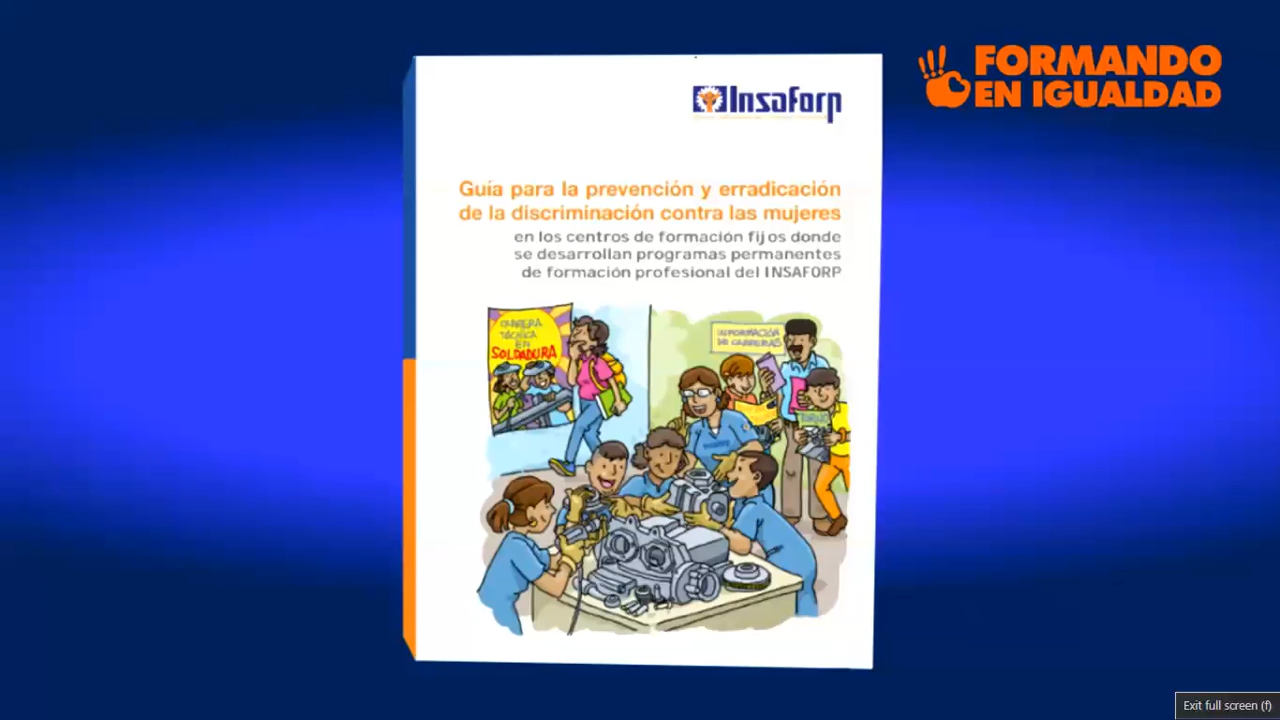 FORMANDO
EN IGUALDAD
Insaforp
Guía para la prevención y erradicación
de la discriminación contra las mujeres
en los centros de formación fijos donde
se desarrollan programas permanentes
de formación profesional del INSAFORP
CARRERA
TÉCNICA
EN
SOLDADURA
INFORMACIÓN
DE CARRERAS
Exit full screen (f)